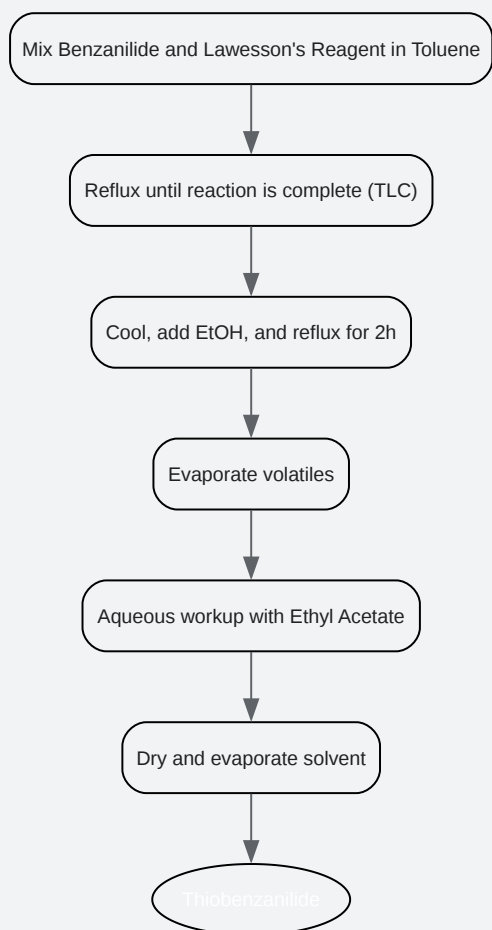 Mix Benzanilide and Lawesson's Reagent in Toluene
Reflux until reaction is complete (TLC)
Cool, add EtOH, and reflux for 2h
Evaporate volatiles
Aqueous workup with Ethyl Acetate
Dry and evaporate solvent
Thiobenzanilide